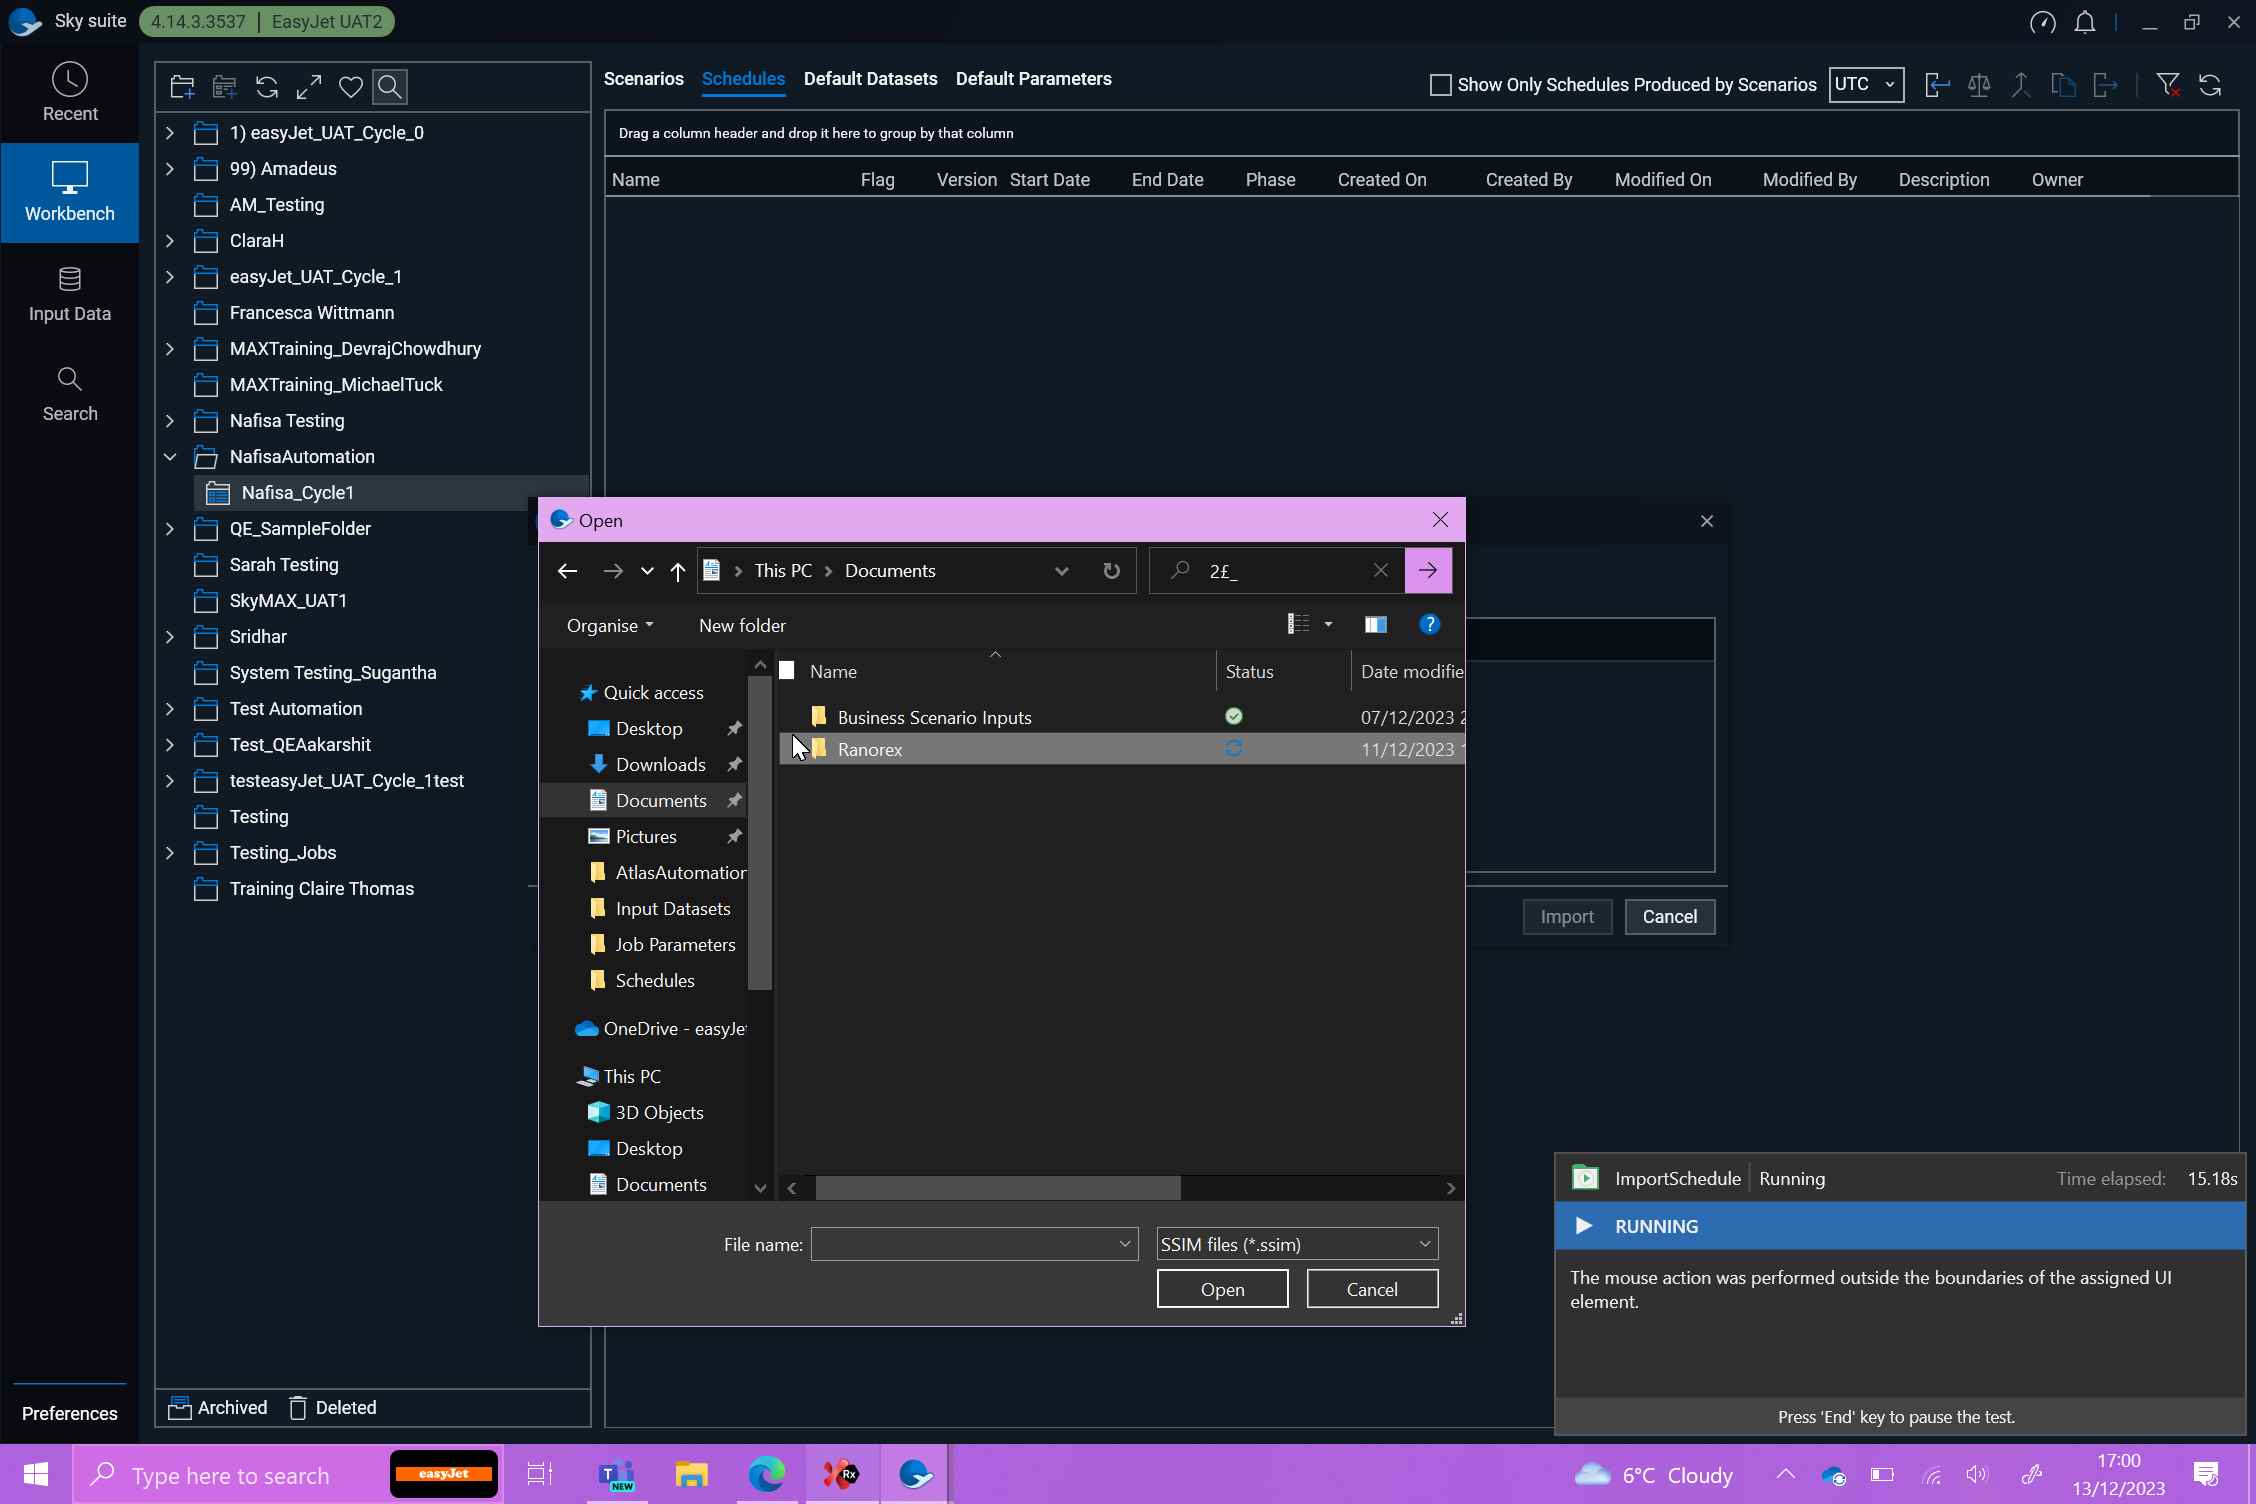 Sky suite 4.14.3.3537 | EasyJet UAT2
Recent
Workbench
Input Data
Search
Preferences
1) easyJet_UAT_Cycle_0
99) Amadeus
AM_Testing
ClaraH
easyJet_UAT_Cycle_1
Francesca Wittmann
MAXTraining_DevrajChowdhury
MAXTraining_MichaelTuck
Nafisa Testing
NafisaAutomation
Nafisa_Cycle1
QE_SampleFolder
Sarah Testing
SkyMAX_UAT1
Sridhar
System Testing_Sugantha
Test Automation
Test_QEAakarshit
testeasyJet_UAT_Cycle_1test
Testing
Testing_Jobs
Training Claire Thomas
Archived Deleted
Scenarios Schedules Default Datasets Default Parameters
Show Only Schedules Produced by Scenarios UTC
Drag a column header and drop it here to group by that column
Name Flag Version Start Date End Date Phase Created On Created By Modified On Modified By Description Owner
Open
This PC > Documents 2£_
Organise New folder
Name Status Date modifie
Business Scenario Inputs 07/12/2023 2
Ranorex 11/12/2023 1
Quick access
Desktop
Downloads
Documents
Pictures
AtlasAutomation
Input Datasets
Job Parameters
Schedules
OneDrive - easyJet
This PC
3D Objects
Desktop
Documents
File name: SSIM files (*.ssim)
Open Cancel
Import Cancel
ImportSchedule Running Time elapsed: 15.18s
RUNNING
The mouse action was performed outside the boundaries of the assigned UI
element.
Press 'End' key to pause the test.
Type here to search easyJet
T NEW
Rx
6°C Cloudy
17:00
13/12/2023